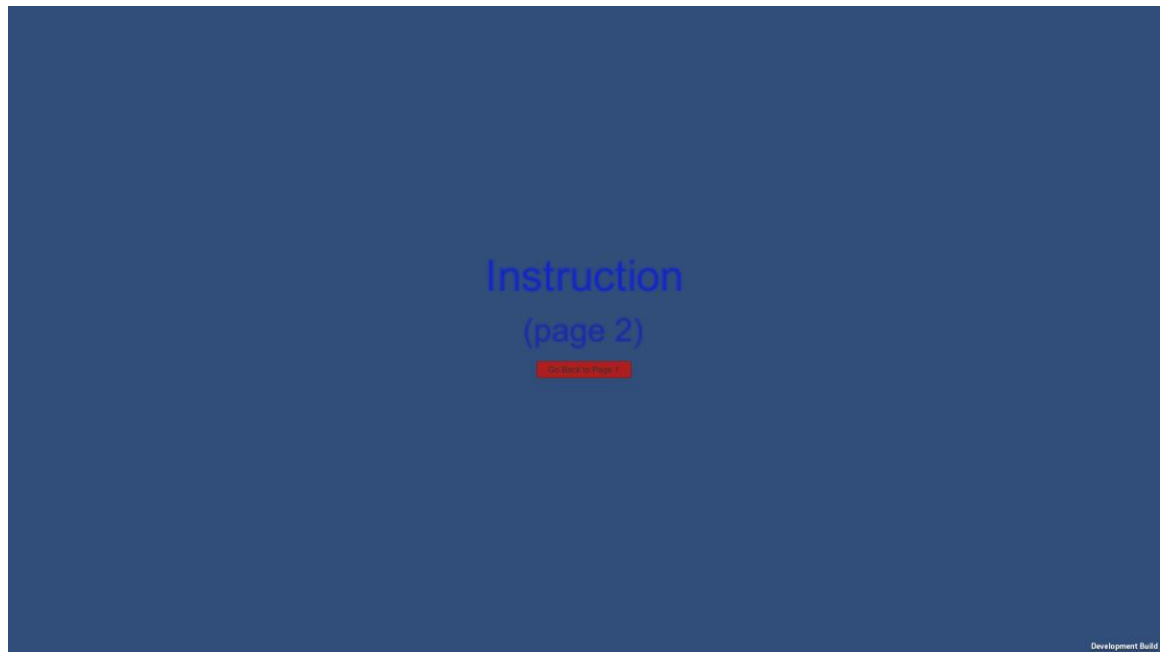 Instruction
(page 2)
Go Back to Page 1
Development Build